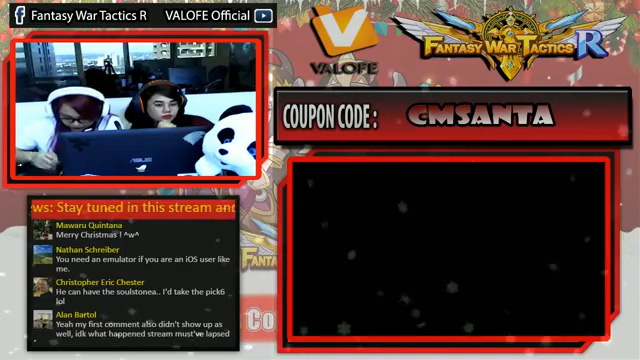 Fantasy War Tactics R
VALOFE Official
VALOFE
FANTASY WAR TACTICS R
COUPON CODE :
CMSANTA
ws: Stay tuned in this stream and
Mawaru Quintana
Merry Christmas ! ^w^
Nathan Schreiber
You need an emulator if you are an iOS user like
me.
Christopher Eric Chester
He can have the soulstonea.. I'd take the pick6
lol
Alan Bartol
Yeah my first comment also didn't show up as
well, idk what happened stream must've lapsed
ASUS
Co